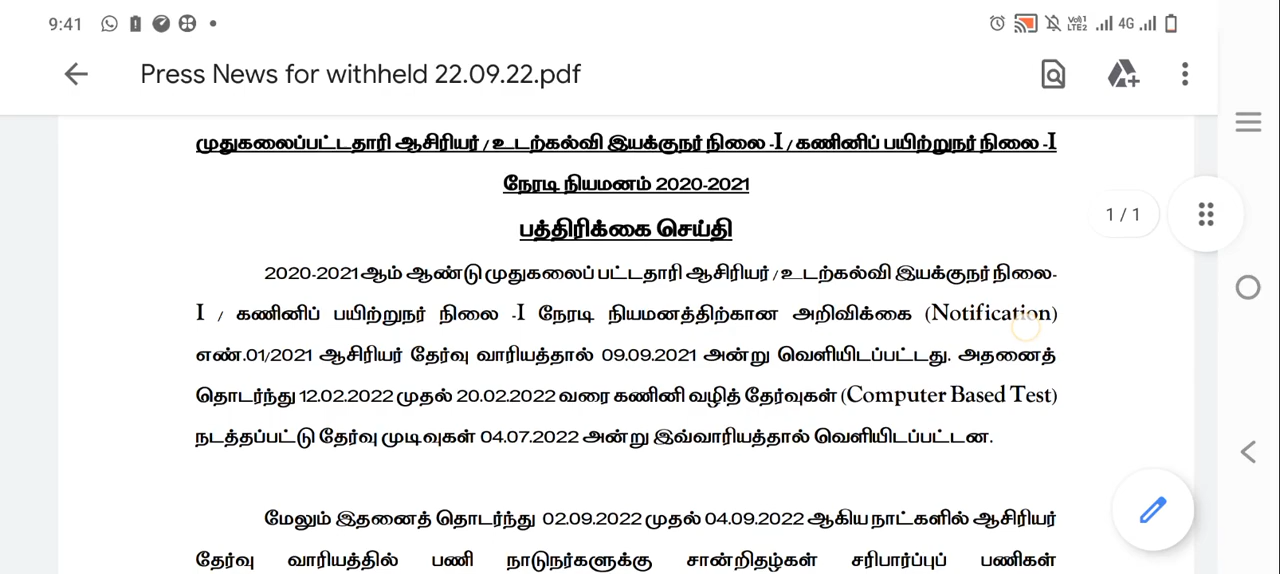 9:41
VoB) 4G
LTE2
Press News for withheld 22.09.22.pdf
முதுகலைப்பட்டதாரி ஆசிரியர் / உடற்கல்வி இயக்குநர் நிலை -I / கணினிப் பயிற்றுநர் நிலை -I
நேரடி நியமனம் 2020-2021
1 / 1
பத்திரிக்கை செய்தி
2020-2021ஆம் ஆண்டு முதுகலைப் பட்டதாரி ஆசிரியர் / உடற்கல்வி இயக்குநர் நிலை-
I / கணினிப் பயிற்றுநர் நிலை -I நேரடி நியமனத்திற்கான அறிவிக்கை (Notification)
எண்.01/2021 ஆசிரியர் தேர்வு வாரியத்தால் 09.09.2021 அன்று வெளியிடப்பட்டது. அதனைத்
தொடர்ந்து 12.02.2022 முதல் 20.02.2022 வரை கணினி வழித் தேர்வுகள் (Computer Based Test)
நடத்தப்பட்டு தேர்வு முடிவுகள் 04.07.2022 அன்று இவ்வாரியத்தால் வெளியிடப்பட்டன.
மேலும் இதனைத் தொடர்ந்து 02.09.2022 முதல் 04.09.2022 ஆகிய நாட்களில் ஆசிரியர்
தேர்வு வாரியத்தில் பணி நாடுநர்களுக்கு சான்றிதழ்கள் சரிபார்ப்புப் பணிகள்